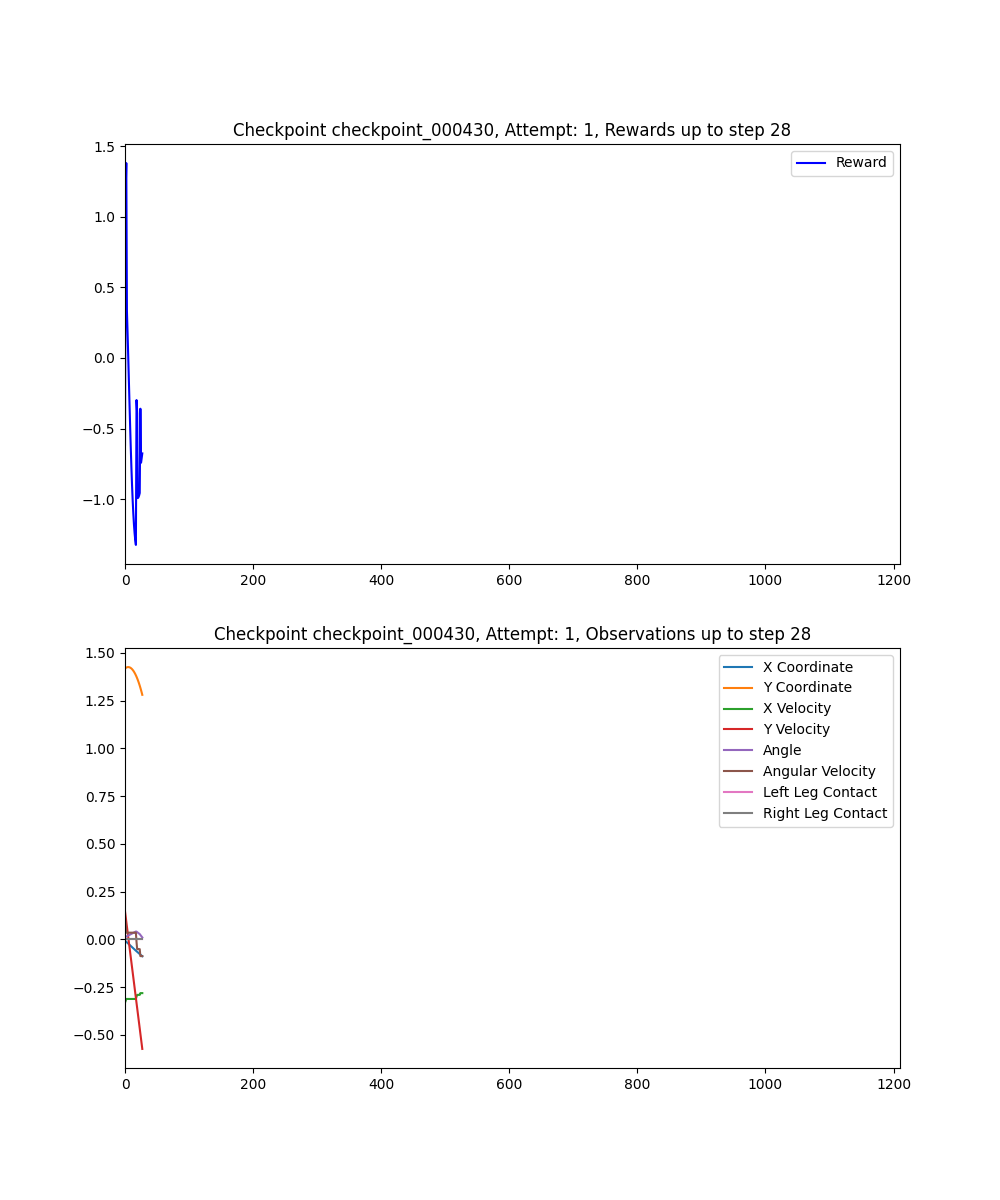 Checkpoint checkpoint_000430, Attempt: 1, Rewards up to step 28
1.5
1.0
0.5
0.0
−0.5
−1.0
Reward
0 200 400 600 800 1000 1200
Checkpoint checkpoint_000430, Attempt: 1, Observations up to step 28
1.50
1.25
1.00
0.75
0.50
0.25
0.00
−0.25
−0.50
X Coordinate
Y Coordinate
X Velocity
Y Velocity
Angle
Angular Velocity
Left Leg Contact
Right Leg Contact
0 200 400 600 800 1000 1200